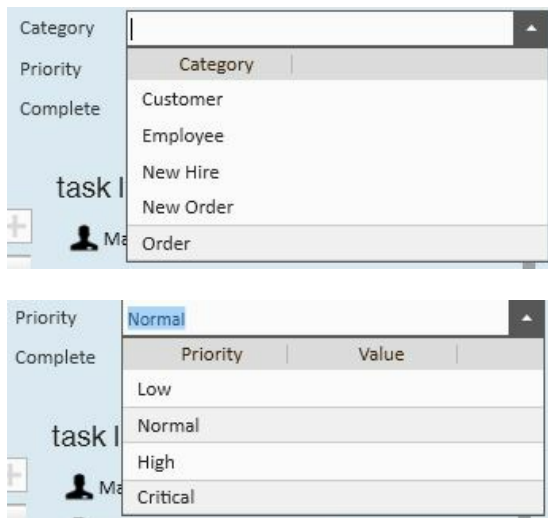 Category
Priority Category
Complete Customer
Employee
New Hire
task l
New Order
Ma
Order
Priority Normal
Complete Priority Value
Low
task l Normal
High
Ma
Critical